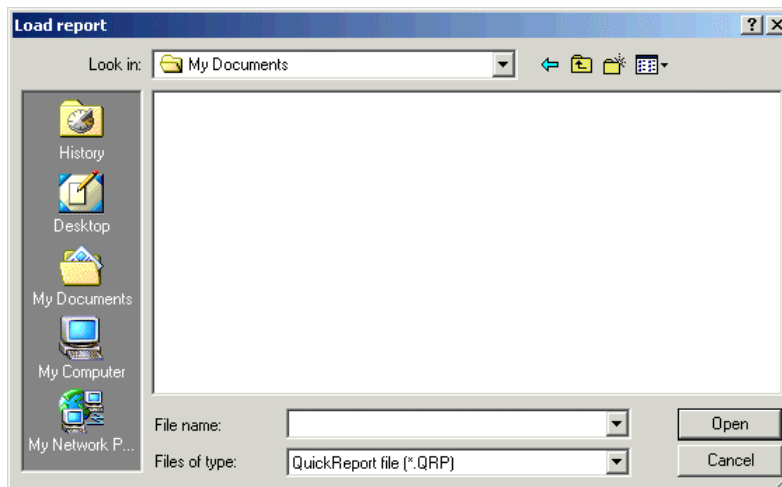 Load report
Look in: My Documents
History
Desktop
My Documents
My Computer
My Network P...
File name: Open
Files of type: QuickReport file (*.QRP) Cancel